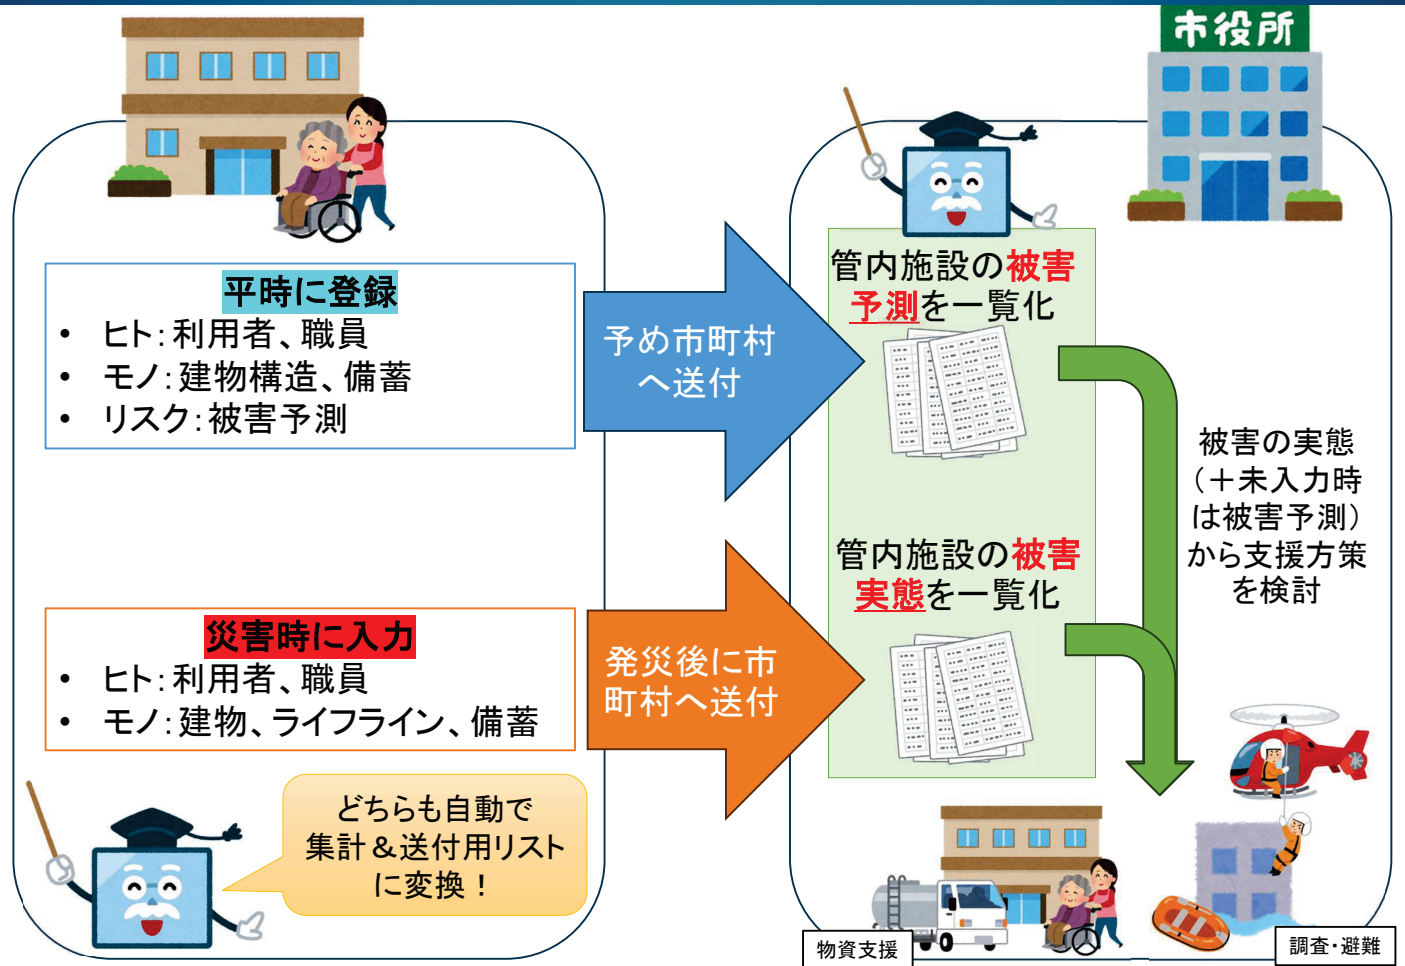 市役所
平時に登録
• ヒト：利用者、職員
• モノ：建物構造、備蓄
• リスク：被害予測
予め市町村
へ送付
管内施設の被害
予測を一覧化
被害の実態
（＋未入力時
は被害予測）
から支援方策
を検討
災害時に入力
• ヒト：利用者、職員
• モノ：建物、ライフライン、備蓄
発災後に市
町村へ送付
管内施設の被害
実態を一覧化
どちらも自動で
集計＆送付用リスト
に変換！
物資支援
調査・避難